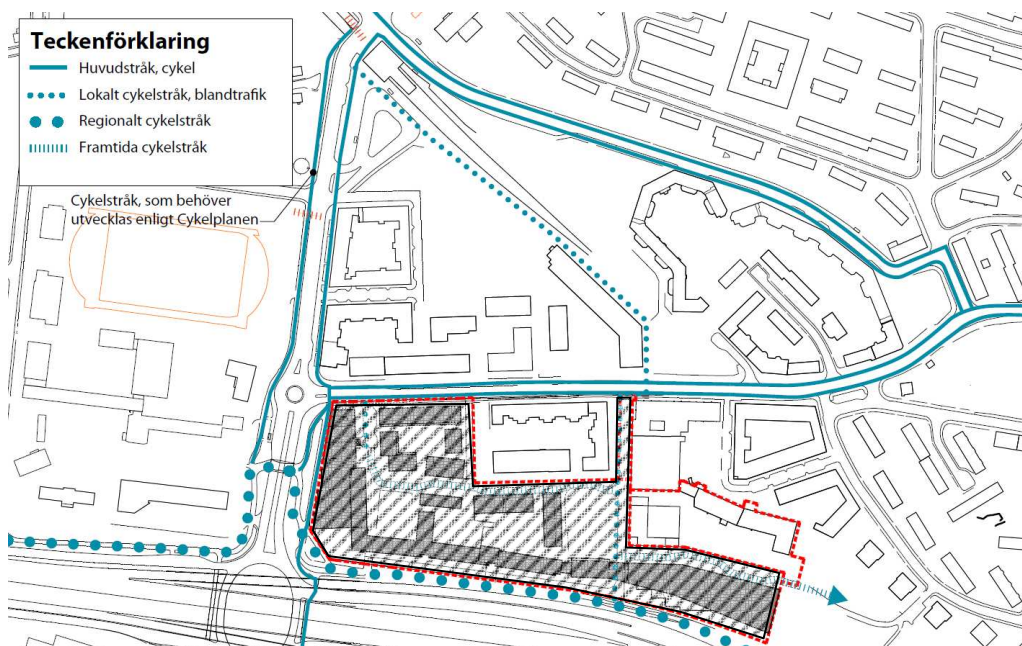 Teckenförklaring
Huvudstråk, cykel
Lokalt cykelstråk, blandtrafik
Regionalt cykelstråk
Framtida cykelstråk
Cykelstråk, som behöver
utvecklas enligt Cykelplanen